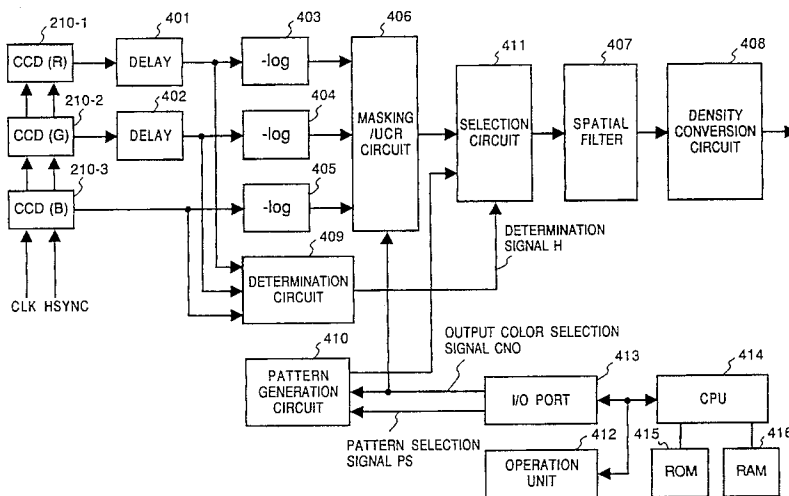 210-1
401
403
406
411
407
408
CCD (R)
DELAY
-log
210-2
402
404
CCD (G)
DELAY
-log
MASKING
/UCR
CIRCUIT
SELECTION
CIRCUIT
SPATIAL
FILTER
DENSITY
CONVERSION
CIRCUIT
210-3
405
CCD (B)
-log
409
DETERMINATION
SIGNAL H
DETERMINATION
CIRCUIT
CLK HSYNC
410
OUTPUT COLOR SELECTION
SIGNAL CNO
413
414
PATTERN
GENERATION
CIRCUIT
I/O PORT
CPU
PATTERN SELECTION
SIGNAL PS
412
415
416
OPERATION
UNIT
ROM
RAM